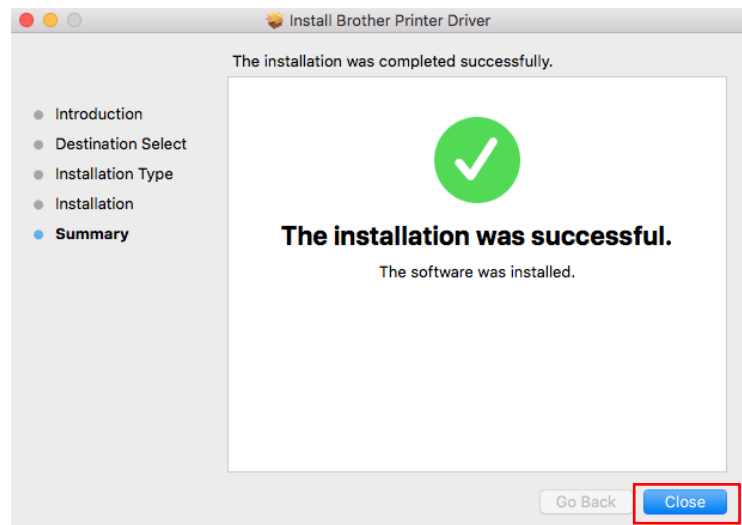 Install Brother Printer Driver
The installation was completed successfully.
Introduction
Destination Select
Installation Type
Installation
Summary
The installation was successful.
The software was installed.
Go Back
Close